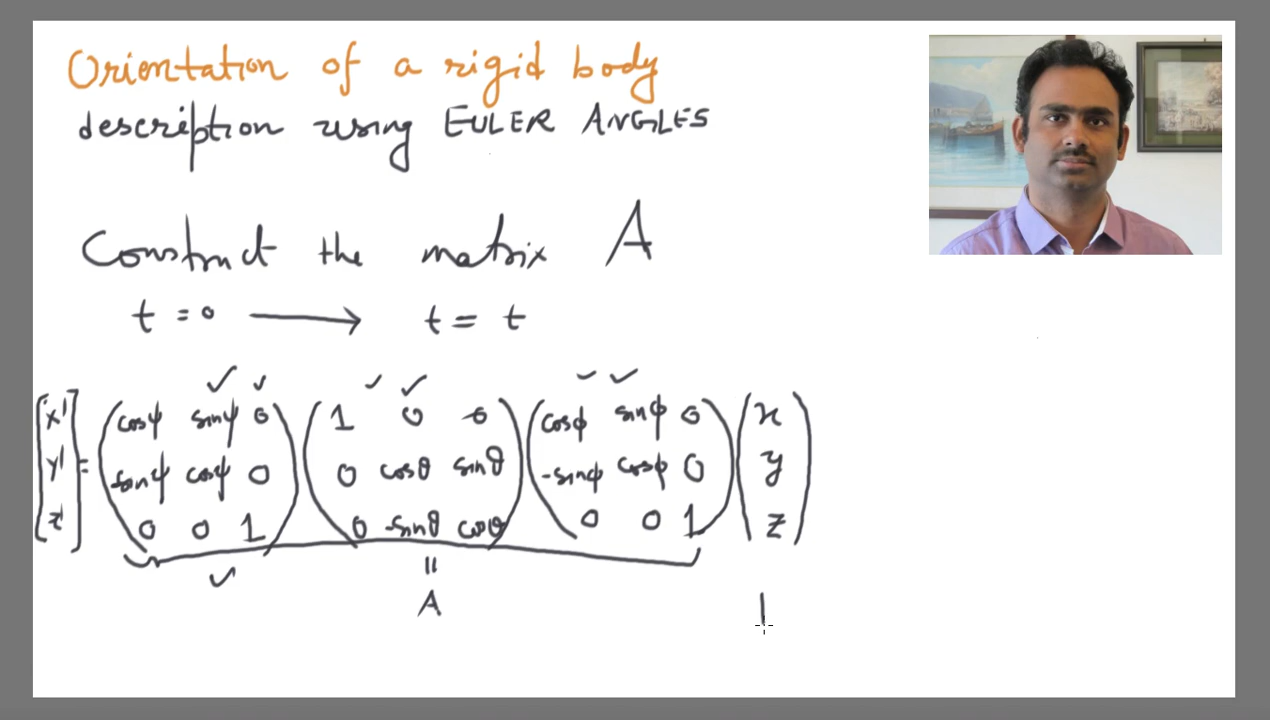 Orientation of a rigid body
description using EULER ANGLES
Construct the matrix A
t = 0 ⟶ t = t
[x' y' z'] = (cosψ sinψ 0 (1 0 0 (cosφ sinφ 0 (x
-sinψ cosψ 0 0 cosθ sinθ -sinφ cosφ 0 y
0 0 1) 0 -sinθ cosθ) 0 0 1) z)
=
A